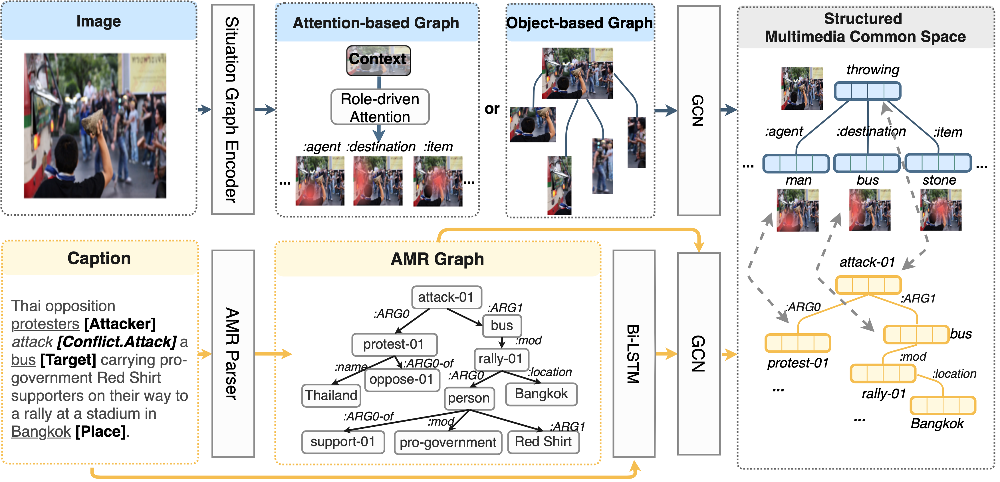 Image
Situation Graph Encoder
Attention-based Graph
Context
Role-driven
Attention
:agent :destination :item
...
...
or
Object-based Graph
GCN
Structured
Multimedia Common Space
throwing
:agent
:destination
:item
...
...
man
bus
stone
Caption
Thai opposition
protesters [Attacker]
attack [Conflict.Attack] a
bus [Target] carrying pro-
government Red Shirt
supporters on their way to
a rally at a stadium in
Bangkok [Place].
AMR Parser
AMR Graph
attack-01
:ARG0
:ARG1
bus
protest-01
:mod
:name
:ARG0-of
rally-01
Thailand
oppose-01
:ARG0
:location
person
Bangkok
:ARG0-of
:mod
:ARG1
support-01
pro-government
Red Shirt
Bi-LSTM
GCN
attack-01
:ARG0
:ARG1
bus
protest-01
:mod
...
:location
rally-01
...
Bangkok